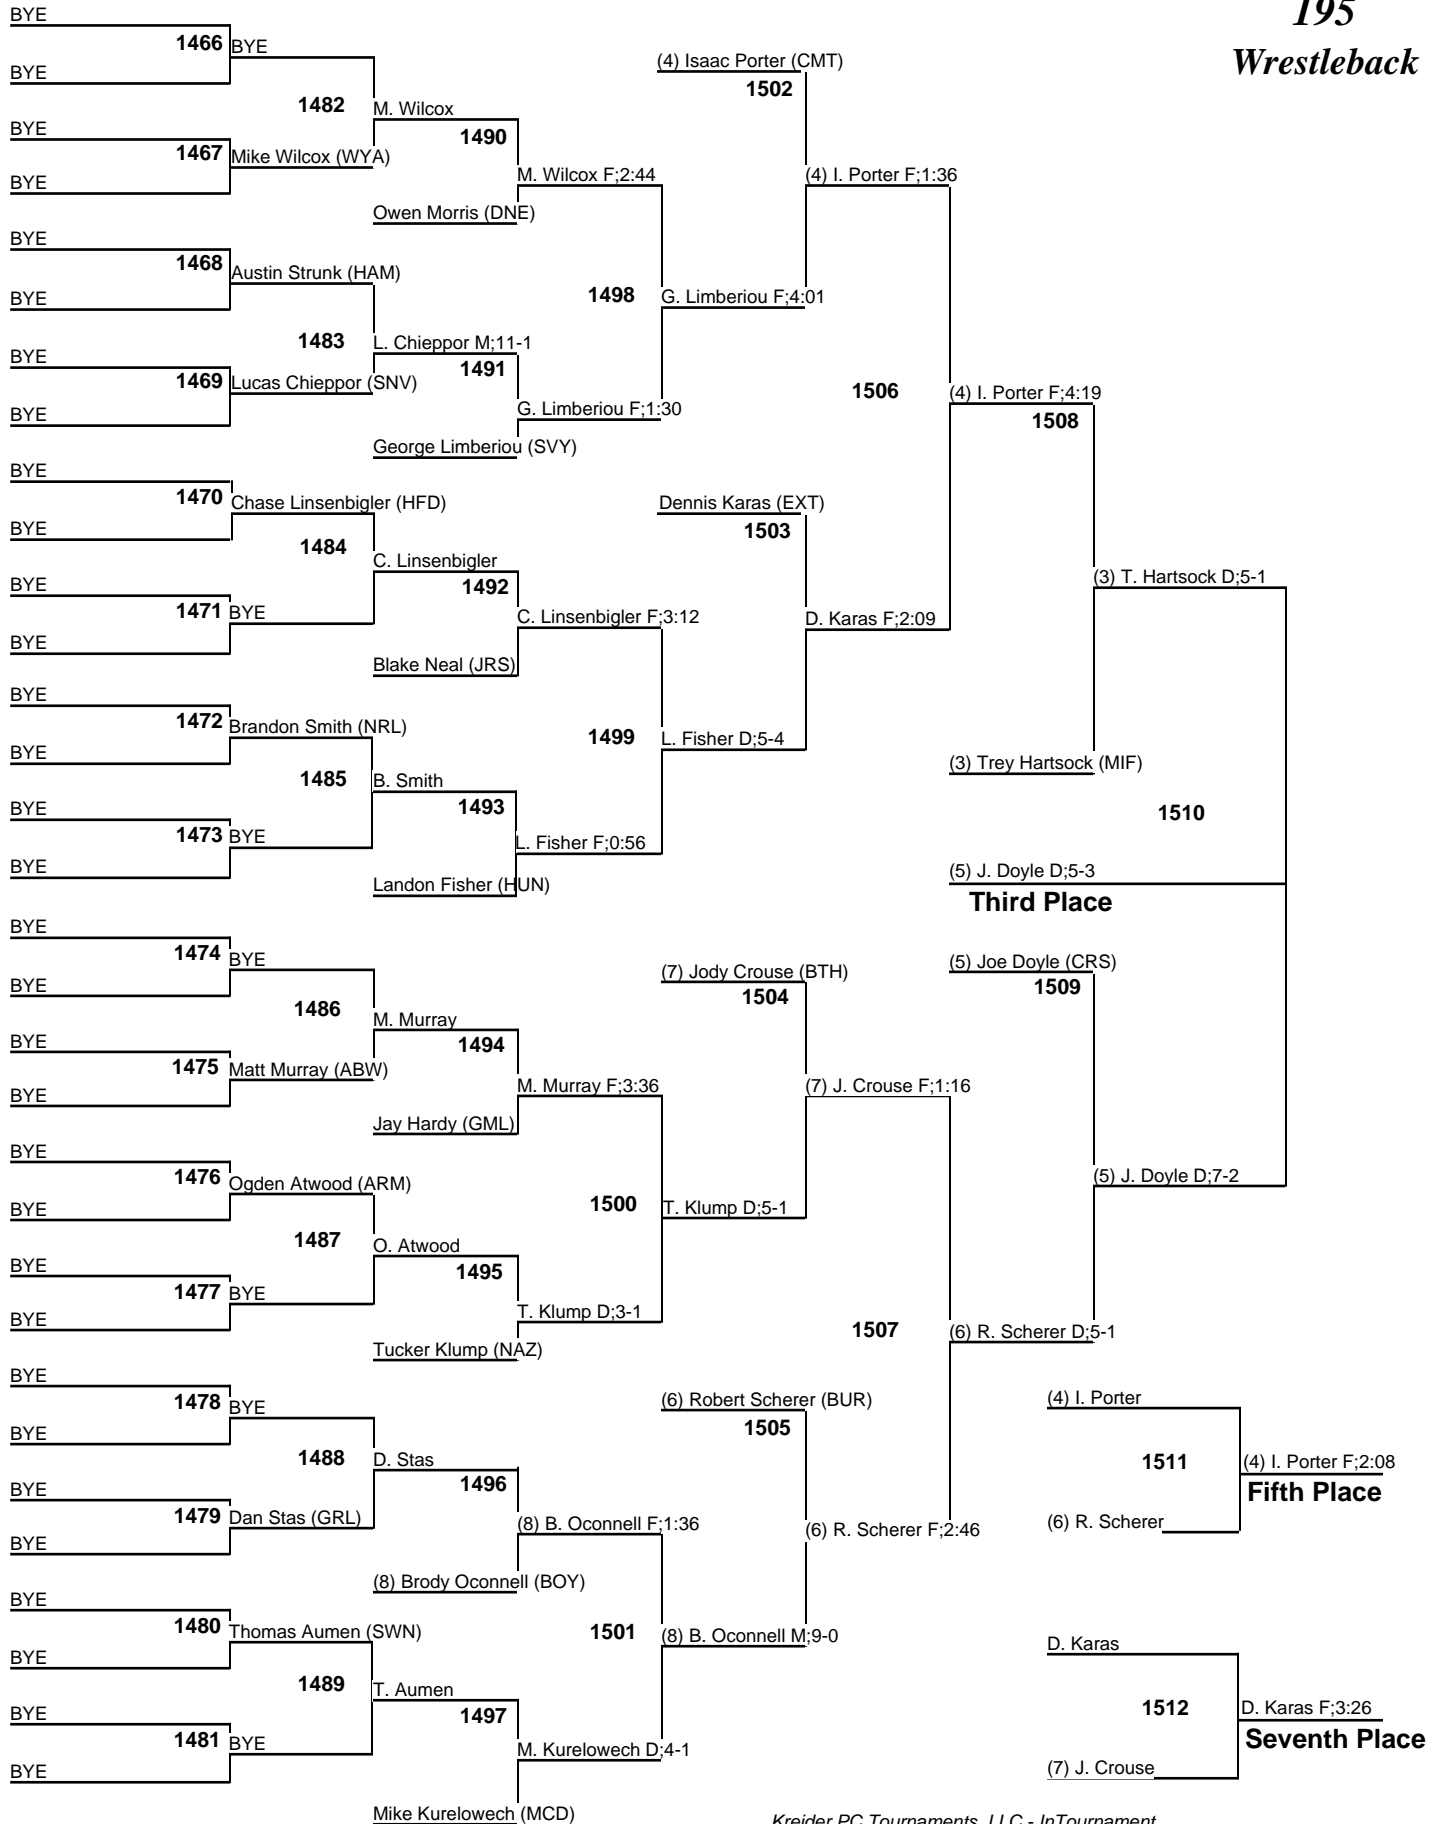 195
Wrestleback
BYE
1466
BYE
BYE
1482
M. Wilcox
BYE
1467
Mike Wilcox (WYA)
BYE
1490
M. Wilcox F;2:44
Owen Morris (DNE)
BYE
1468
Austin Strunk (HAM)
BYE
1483
L. Chieppor M;11-1
BYE
1469
Lucas Chieppor (SNV)
BYE
1491
G. Limberiou F;1:30
George Limberiou (SVY)
1498
G. Limberiou F;4:01
(4) Isaac Porter (CMT)
1502
(4) I. Porter F;1:36
BYE
1470
Chase Linsenbigler (HFD)
BYE
1484
C. Linsenbigler
BYE
1471
BYE
BYE
1492
C. Linsenbigler F;3:12
Blake Neal (JRS)
BYE
1472
Brandon Smith (NRL)
BYE
1485
B. Smith
BYE
1473
BYE
BYE
1493
L. Fisher F;0:56
Landon Fisher (HUN)
1499
L. Fisher D;5-4
Dennis Karas (EXT)
1503
D. Karas F;2:09
1506
(4) I. Porter F;4:19
1508
(3) T. Hartsock D;5-1
(3) Trey Hartsock (MIF)
1510
(5) J. Doyle D;5-3
Third Place
BYE
1474
BYE
BYE
1486
M. Murray
BYE
1475
Matt Murray (ABW)
BYE
1494
M. Murray F;3:36
Jay Hardy (GML)
BYE
1476
Ogden Atwood (ARM)
BYE
1487
O. Atwood
BYE
1477
BYE
BYE
1495
T. Klump D;3-1
Tucker Klump (NAZ)
1500
T. Klump D;5-1
(7) Jody Crouse (BTH)
1504
(7) J. Crouse F;1:16
(5) Joe Doyle (CRS)
1509
(5) J. Doyle D;7-2
BYE
1478
BYE
BYE
1488
D. Stas
BYE
1479
Dan Stas (GRL)
BYE
1496
(8) B. Oconnell F;1:36
(8) Brody Oconnell (BOY)
BYE
1480
Thomas Aumen (SWN)
BYE
1489
T. Aumen
BYE
1481
BYE
BYE
1497
M. Kurelowech D;4-1
Mike Kurelowech (MCD)
1501
(8) B. Oconnell M;9-0
(6) Robert Scherer (BUR)
1505
(6) R. Scherer F;2:46
1507
(6) R. Scherer D;5-1
(4) I. Porter
1511
(4) I. Porter F;2:08
Fifth Place
(6) R. Scherer
D. Karas
1512
D. Karas F;3:26
Seventh Place
(7) J. Crouse
Kreider PC Tournaments, LLC - InTournament